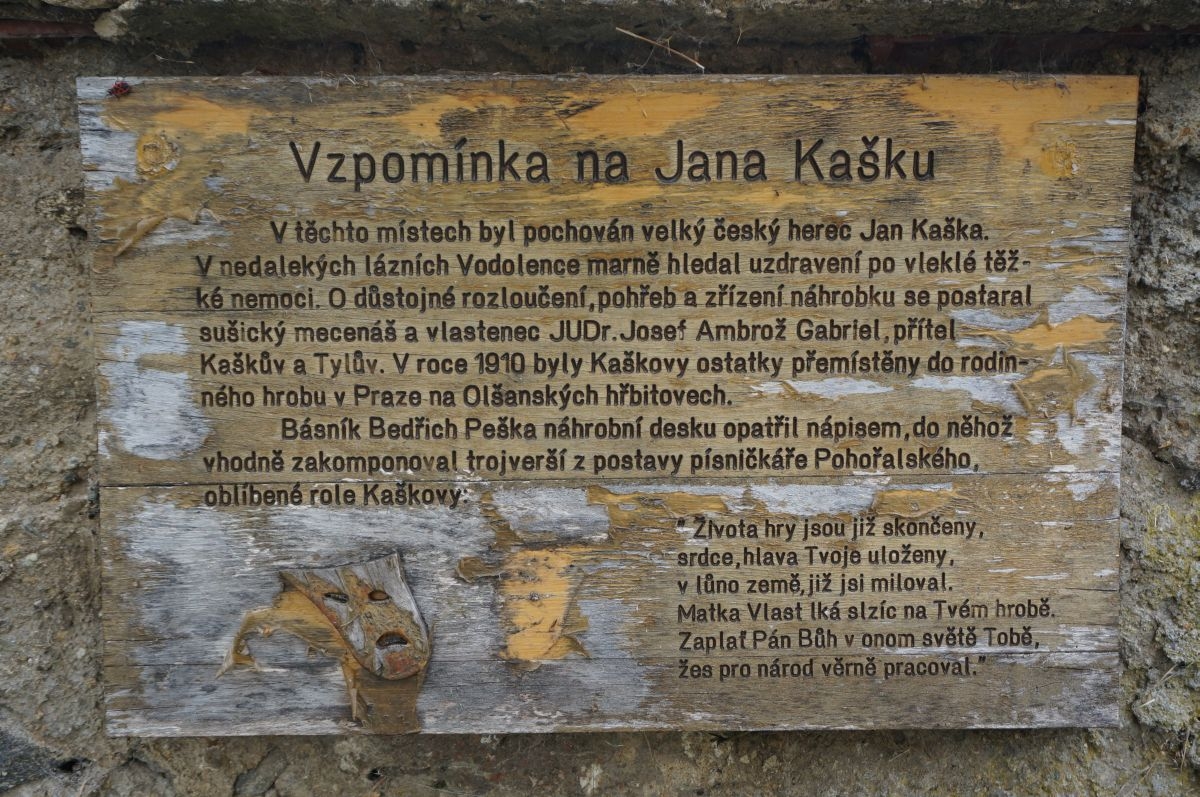 Vzpomínka na Jana Kašku
V těchto místech byl pochován velký český herec Jan Kaška.
V nedalekých lázních Vodolence marně hledal uzdravení po vleklé těž-
ké nemoci. O důstojné rozloučení, pohřeb a zřízení náhrobku se postaral
sušický mecenáš a vlastenec JUDr. Josef Ambrož Gabriel, přítel
Kaškův a Tylův. V roce 1910 byly Kaškovy ostatky přemístěny do rodin-
ného hrobu v Praze na Olšanských hřbitovech.
Básník Bedřich Peška náhrobní desku opatřil nápisem, do něhož
vhodně zakomponoval trojverší z postavy písničkáře Pohořalského,
oblíbené role Kaškovy:
" Života hry jsou již skončeny,
srdce, hlava Tvoje uloženy,
v lůno země, již jsi miloval.
Matka Vlast lká slzíc na Tvém hrobě.
Zaplať Pán Bůh v onom světě Tobě,
žes pro národ věrně pracoval."